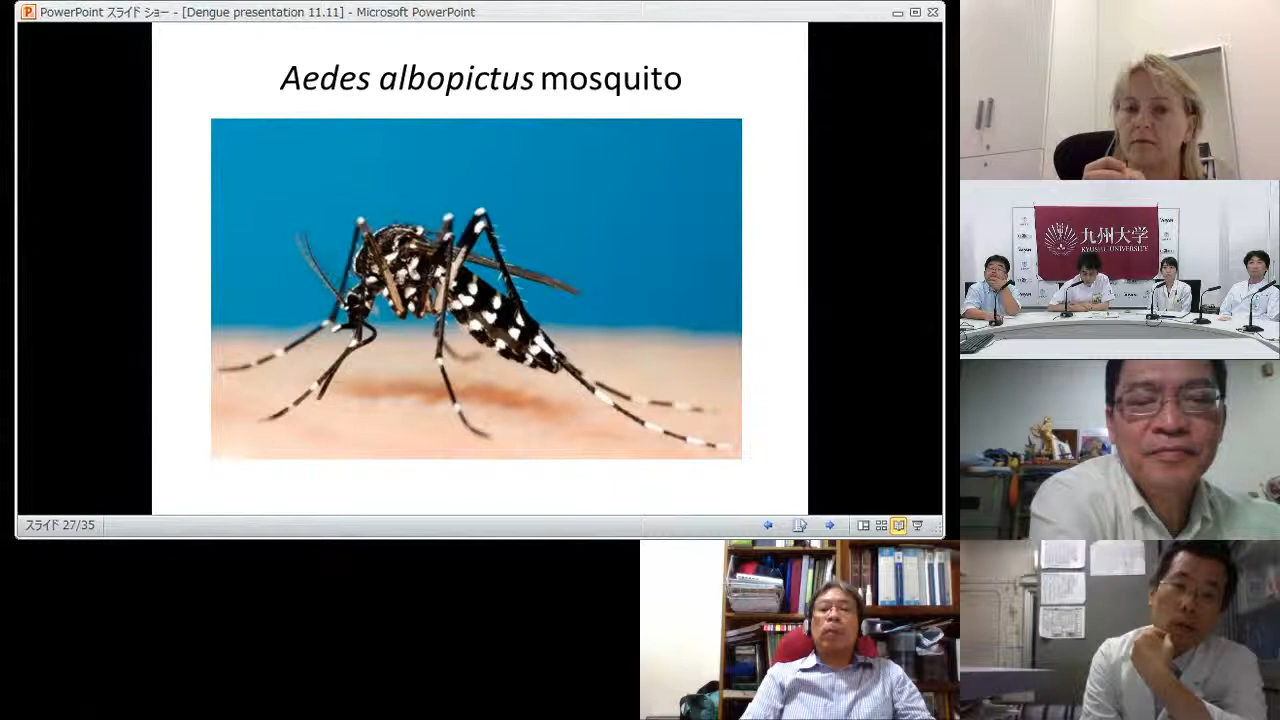 PowerPoint スライド ショー - [Dengue presentation 11.11] - Microsoft PowerPoint
Aedes albopictus mosquito
スライド 27/35
九州大学
KYUSHU UNIVERSITY